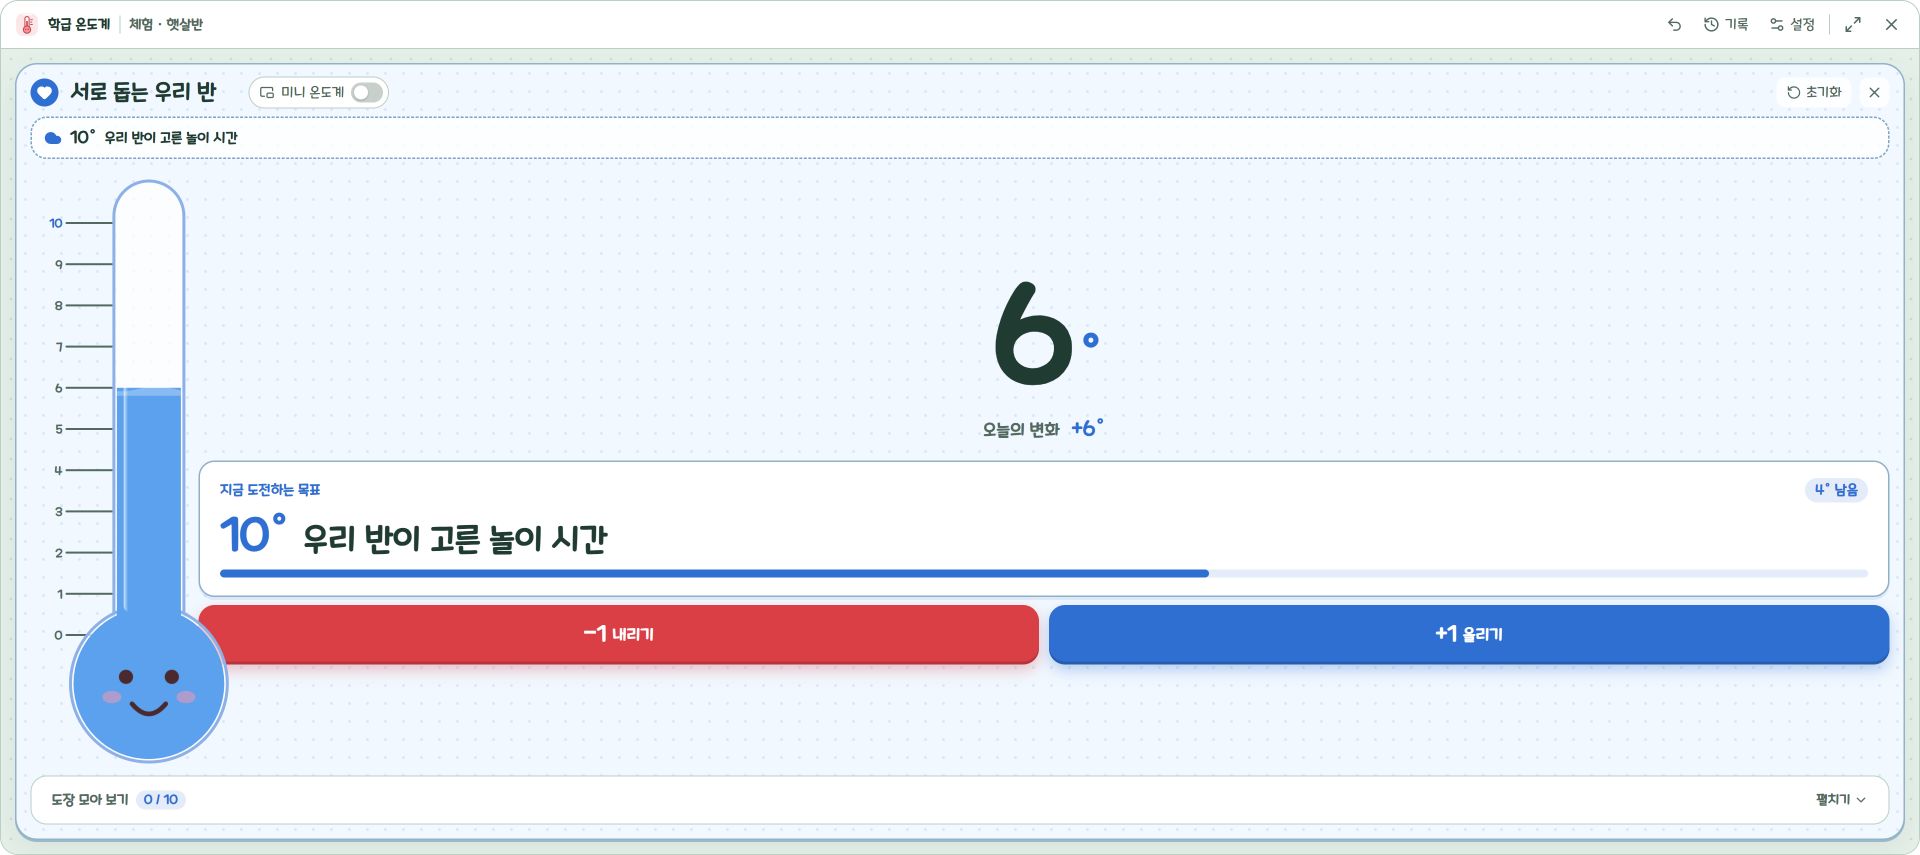 학급 온도계 체험 · 햇살반 기록 설정
서로 돕는 우리 반 미니 온도계 초기화
10° 우리 반이 고른 놀이 시간
10
9
8
7
6
5
4
3
2
1
0
6°
오늘의 변화 +6°
지금 도전하는 목표 4° 남음
10° 우리 반이 고른 놀이 시간
−1 내리기 +1 올리기
도장 모아 보기 0 / 10 펼치기